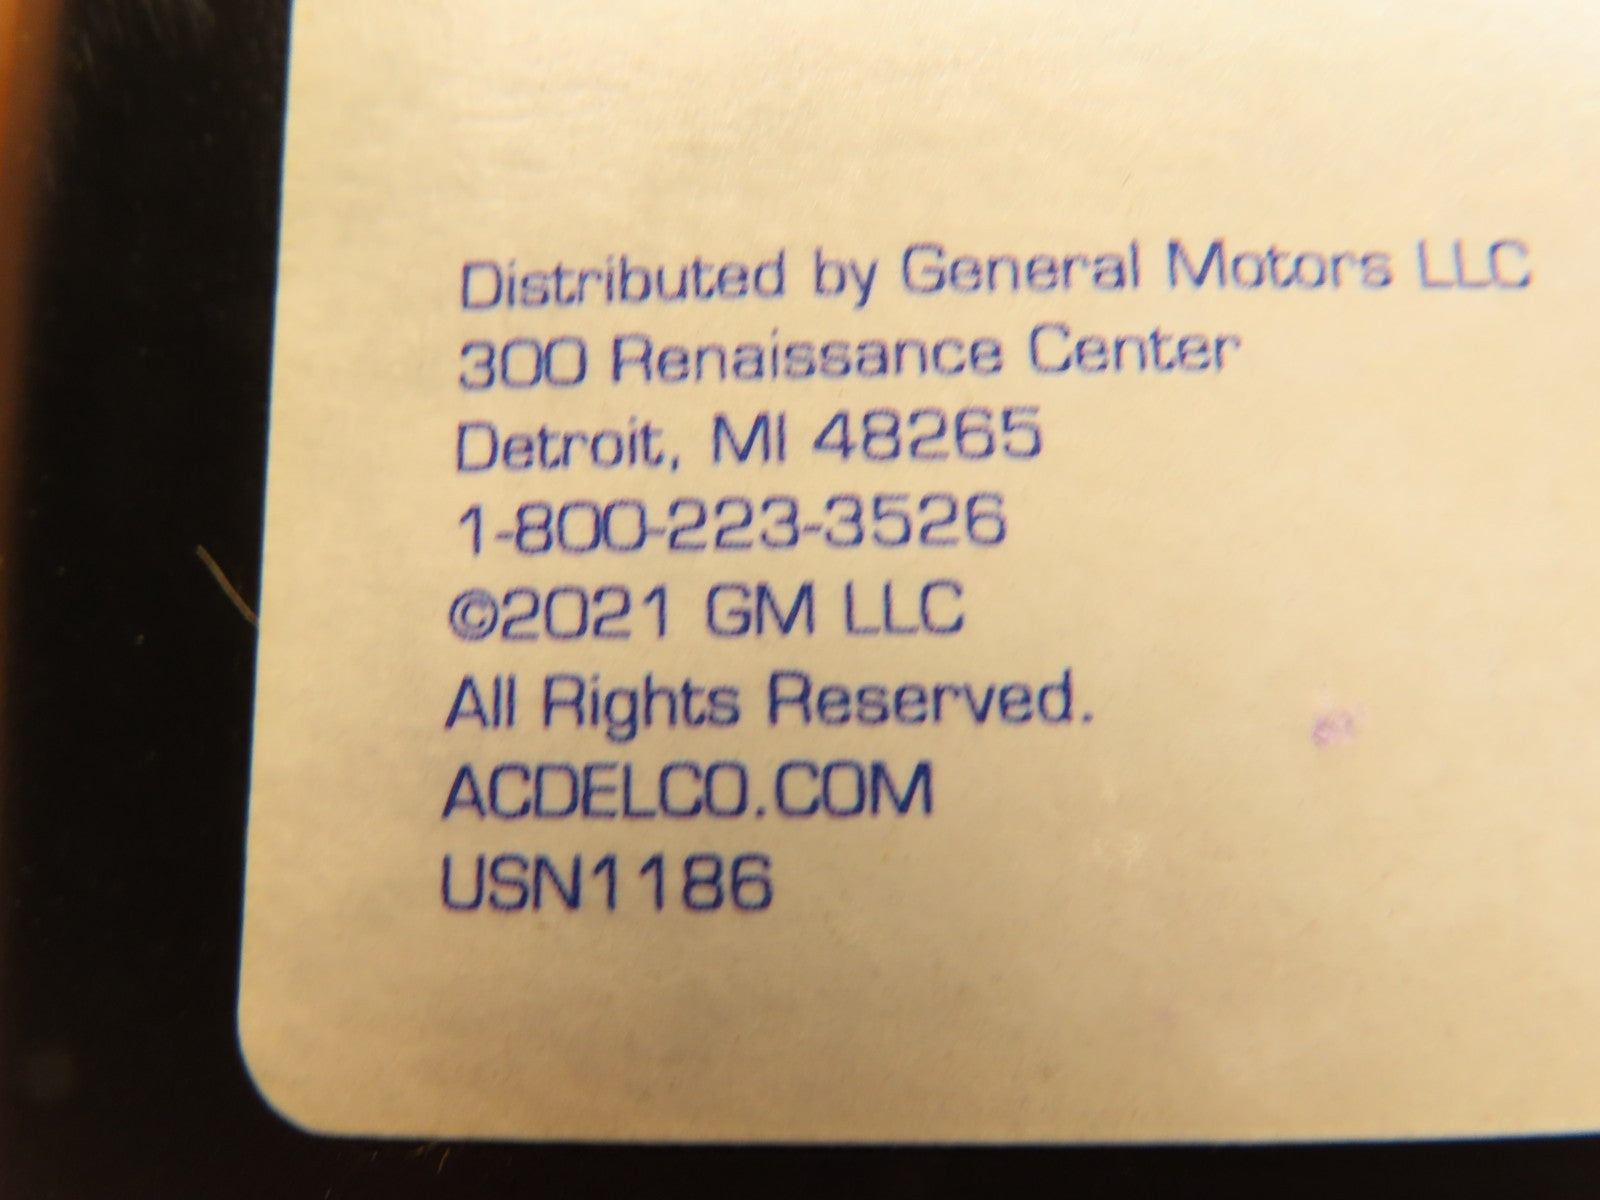 Distributed by General Motors LLC
300 Renaissance Center
Detroit, MI 48265
1-800-223-3526
©2021 GM LLC
All Rights Reserved.
ACDELCO.COM
USN1186